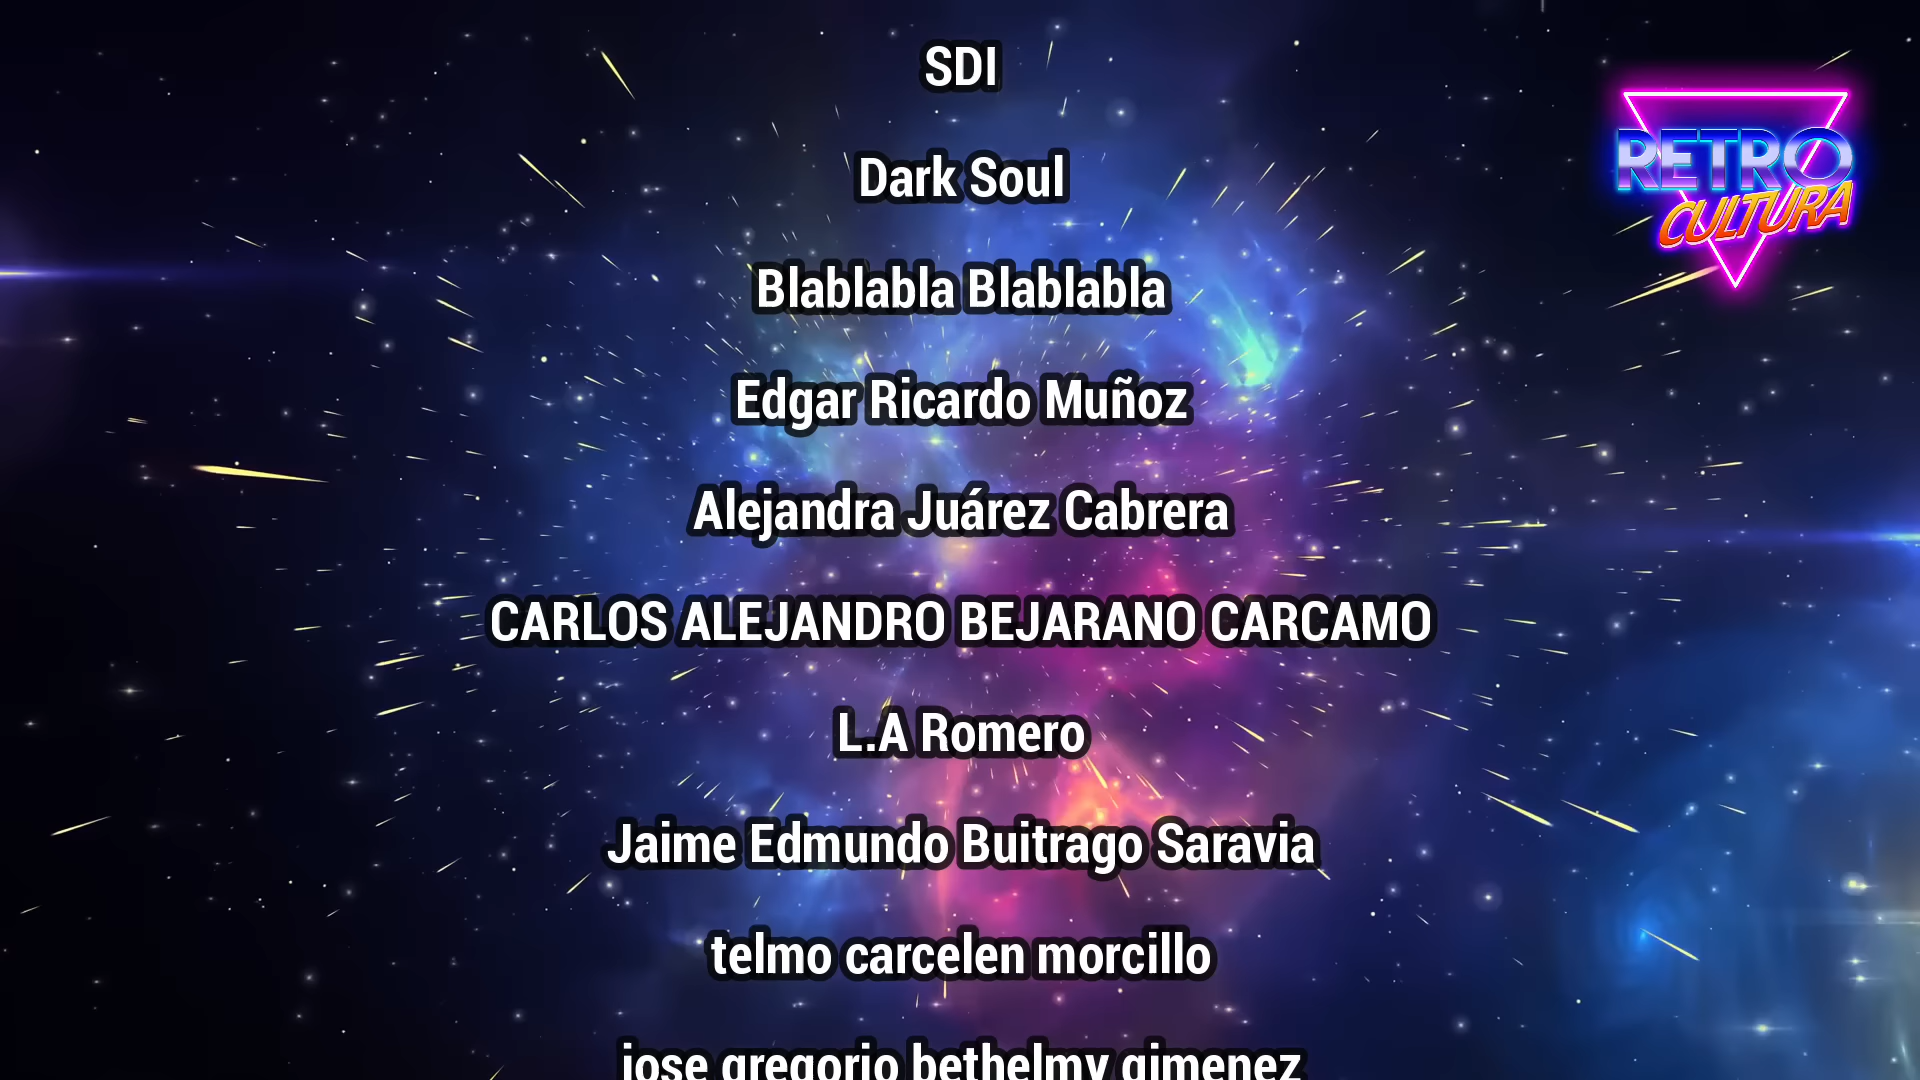 SDI
RETRO
CULTURA
Dark Soul
Blablabla Blablabla
Edgar Ricardo Muñoz
Alejandra Juárez Cabrera
CARLOS ALEJANDRO BEJARANO CARCAMO
L.A Romero
Jaime Edmundo Buitrago Saravia
telmo carcelen morcillo
jose gregorio bethelmy gimenez